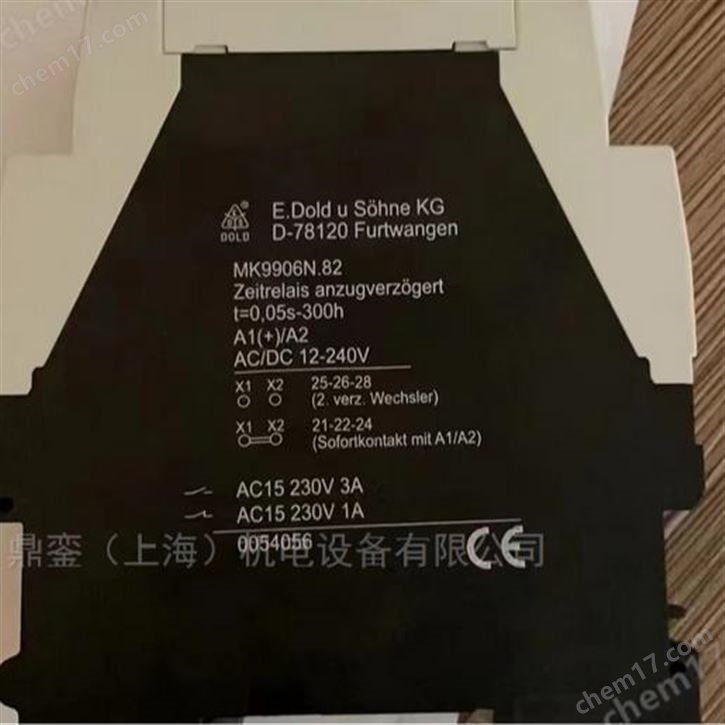 chem17.com
E.Dold u Söhne KG
DOLD
D-78120 Furtwangen
MK9906N.82
Zeitrelais anzugverzögert
t=0,05s-300h
A1(+)/A2
AC/DC 12-240V
X1 X2 25-26-28
(2. verz. Wechsler)
X1 X2 21-22-24
(Sofortkontakt mit A1/A2)
AC15 230V 3A
AC15 230V 1A
0054056
CE
鼎銮（上海）机电设备有限公司
chem17.com